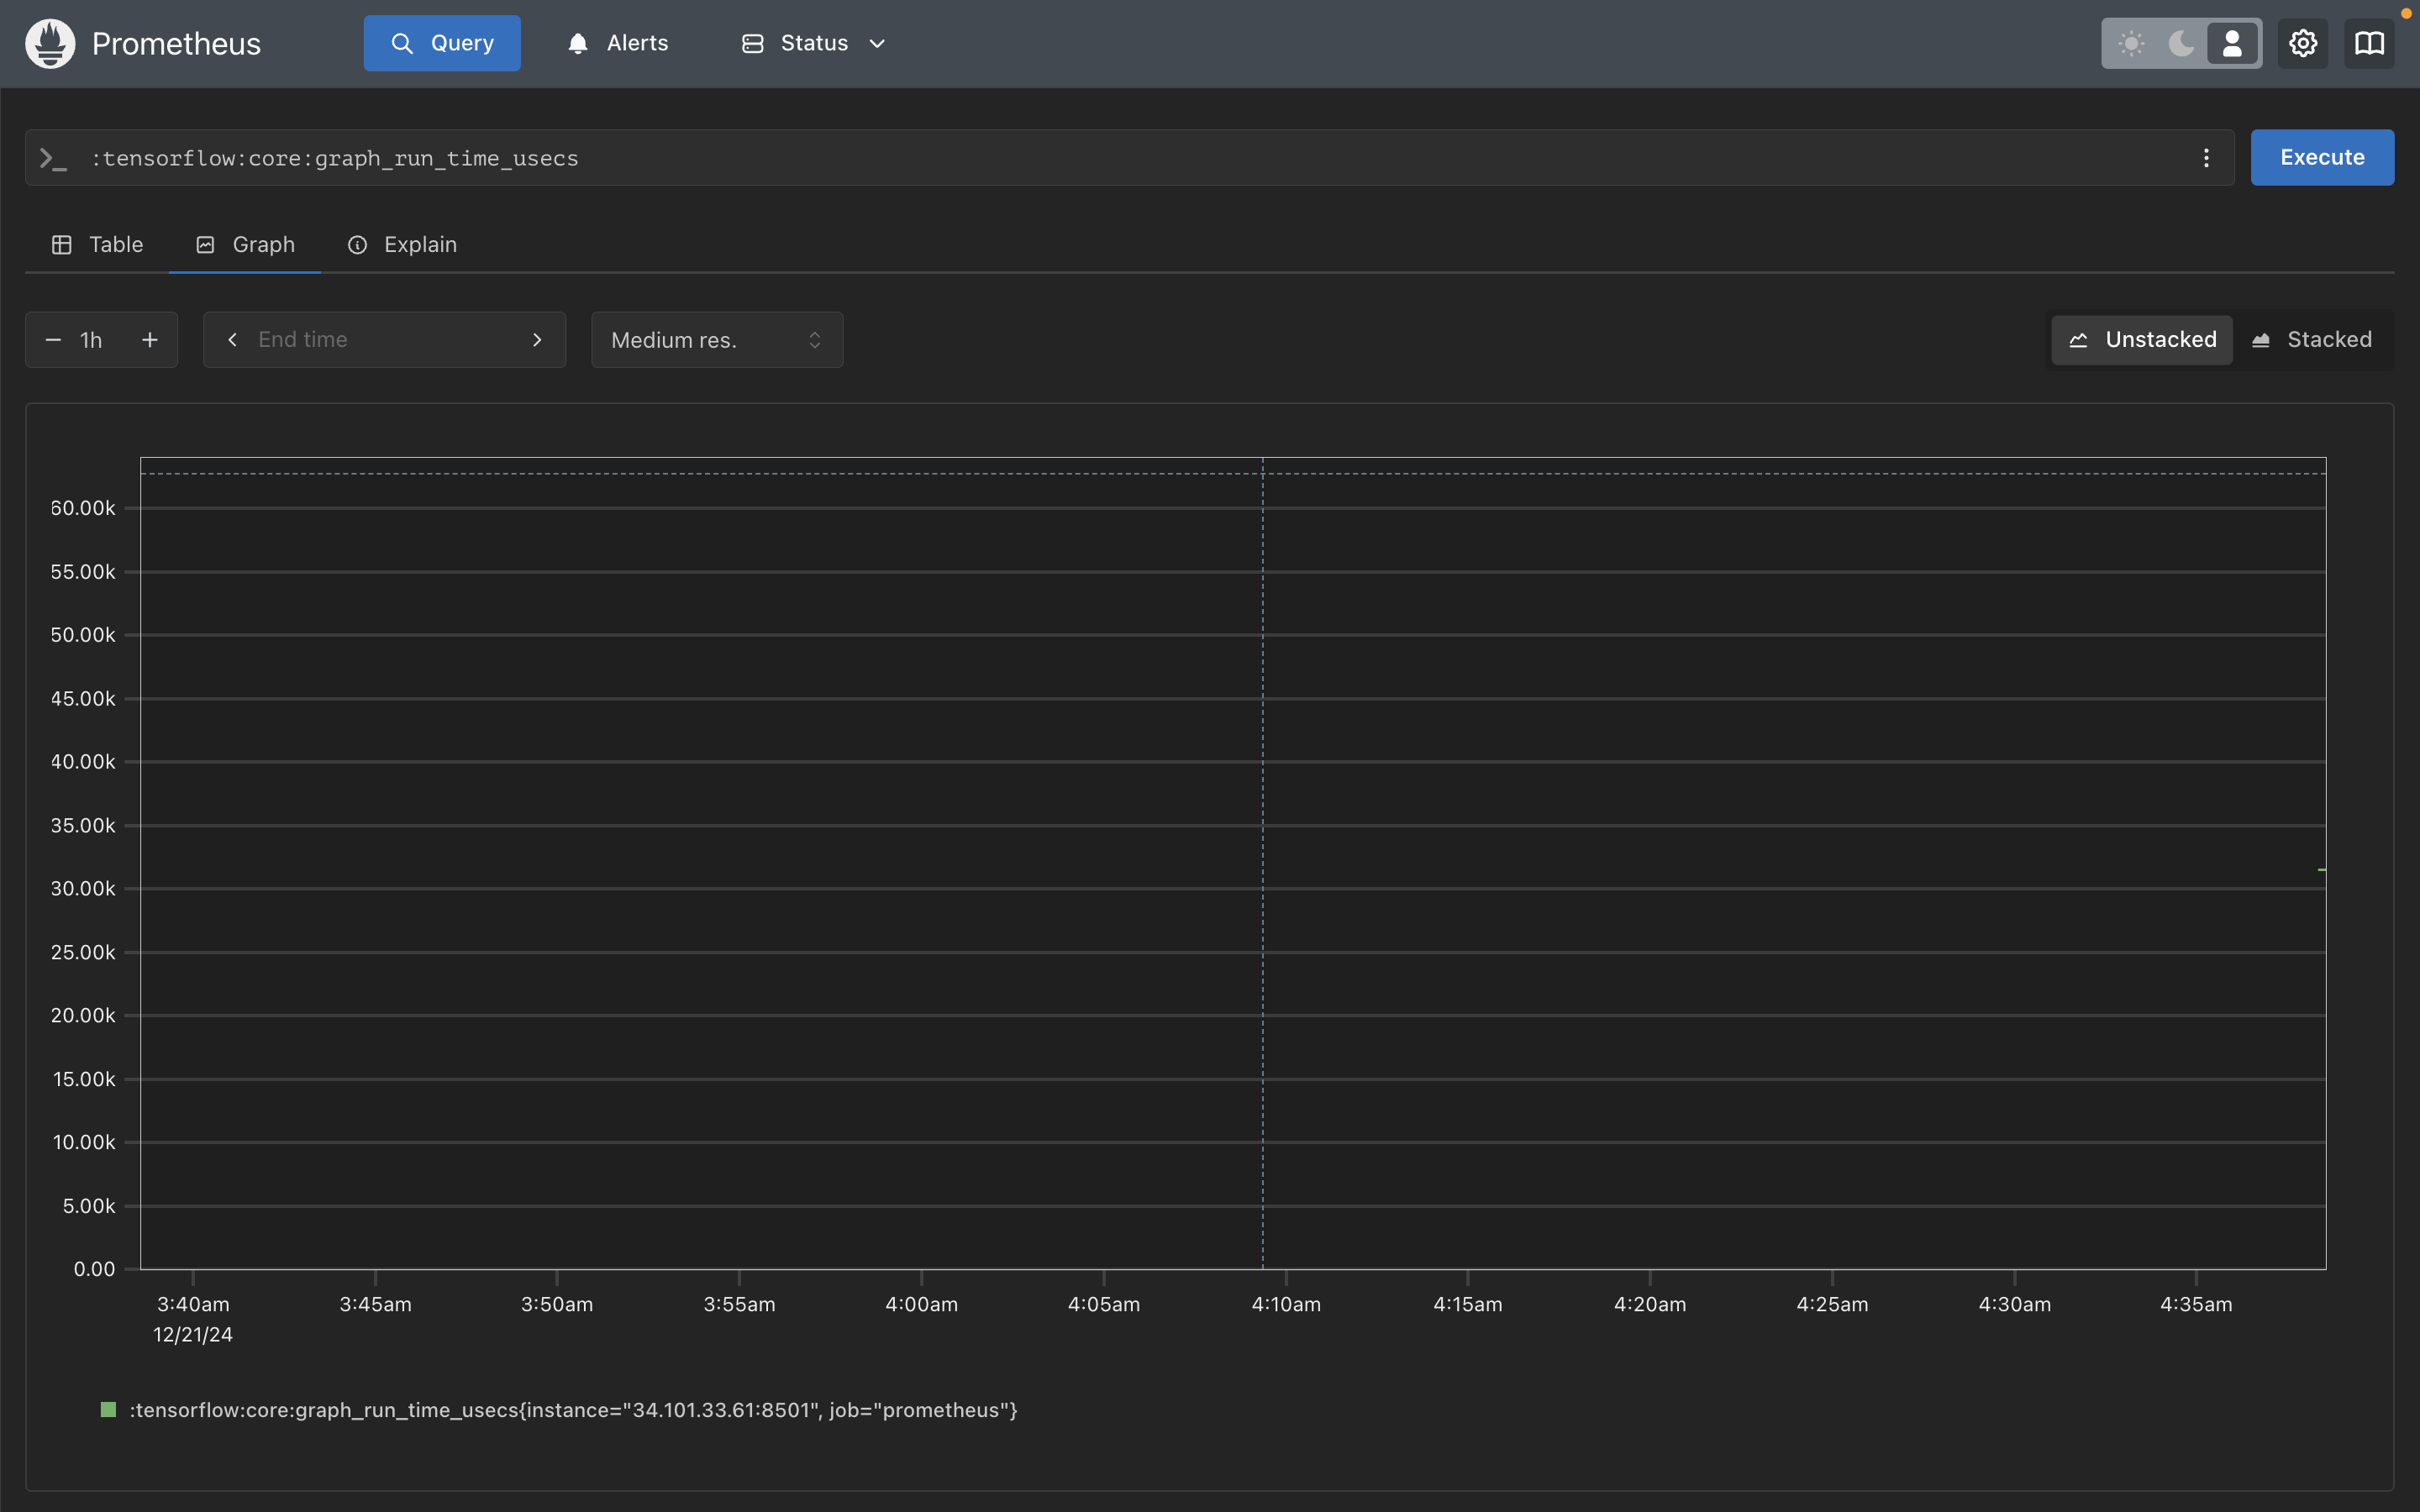 Prometheus
Query
Alerts
Status
:tensorflow:core:graph_run_time_usecs
Execute
Table
Graph
Explain
1h
End time
Medium res.
Unstacked
Stacked
60.00k
55.00k
50.00k
45.00k
40.00k
35.00k
30.00k
25.00k
20.00k
15.00k
10.00k
5.00k
0.00
3:40am 3:45am 3:50am 3:55am 4:00am 4:05am 4:10am 4:15am 4:20am 4:25am 4:30am 4:35am
12/21/24
:tensorflow:core:graph_run_time_usecs{instance="34.101.33.61:8501", job="prometheus"}